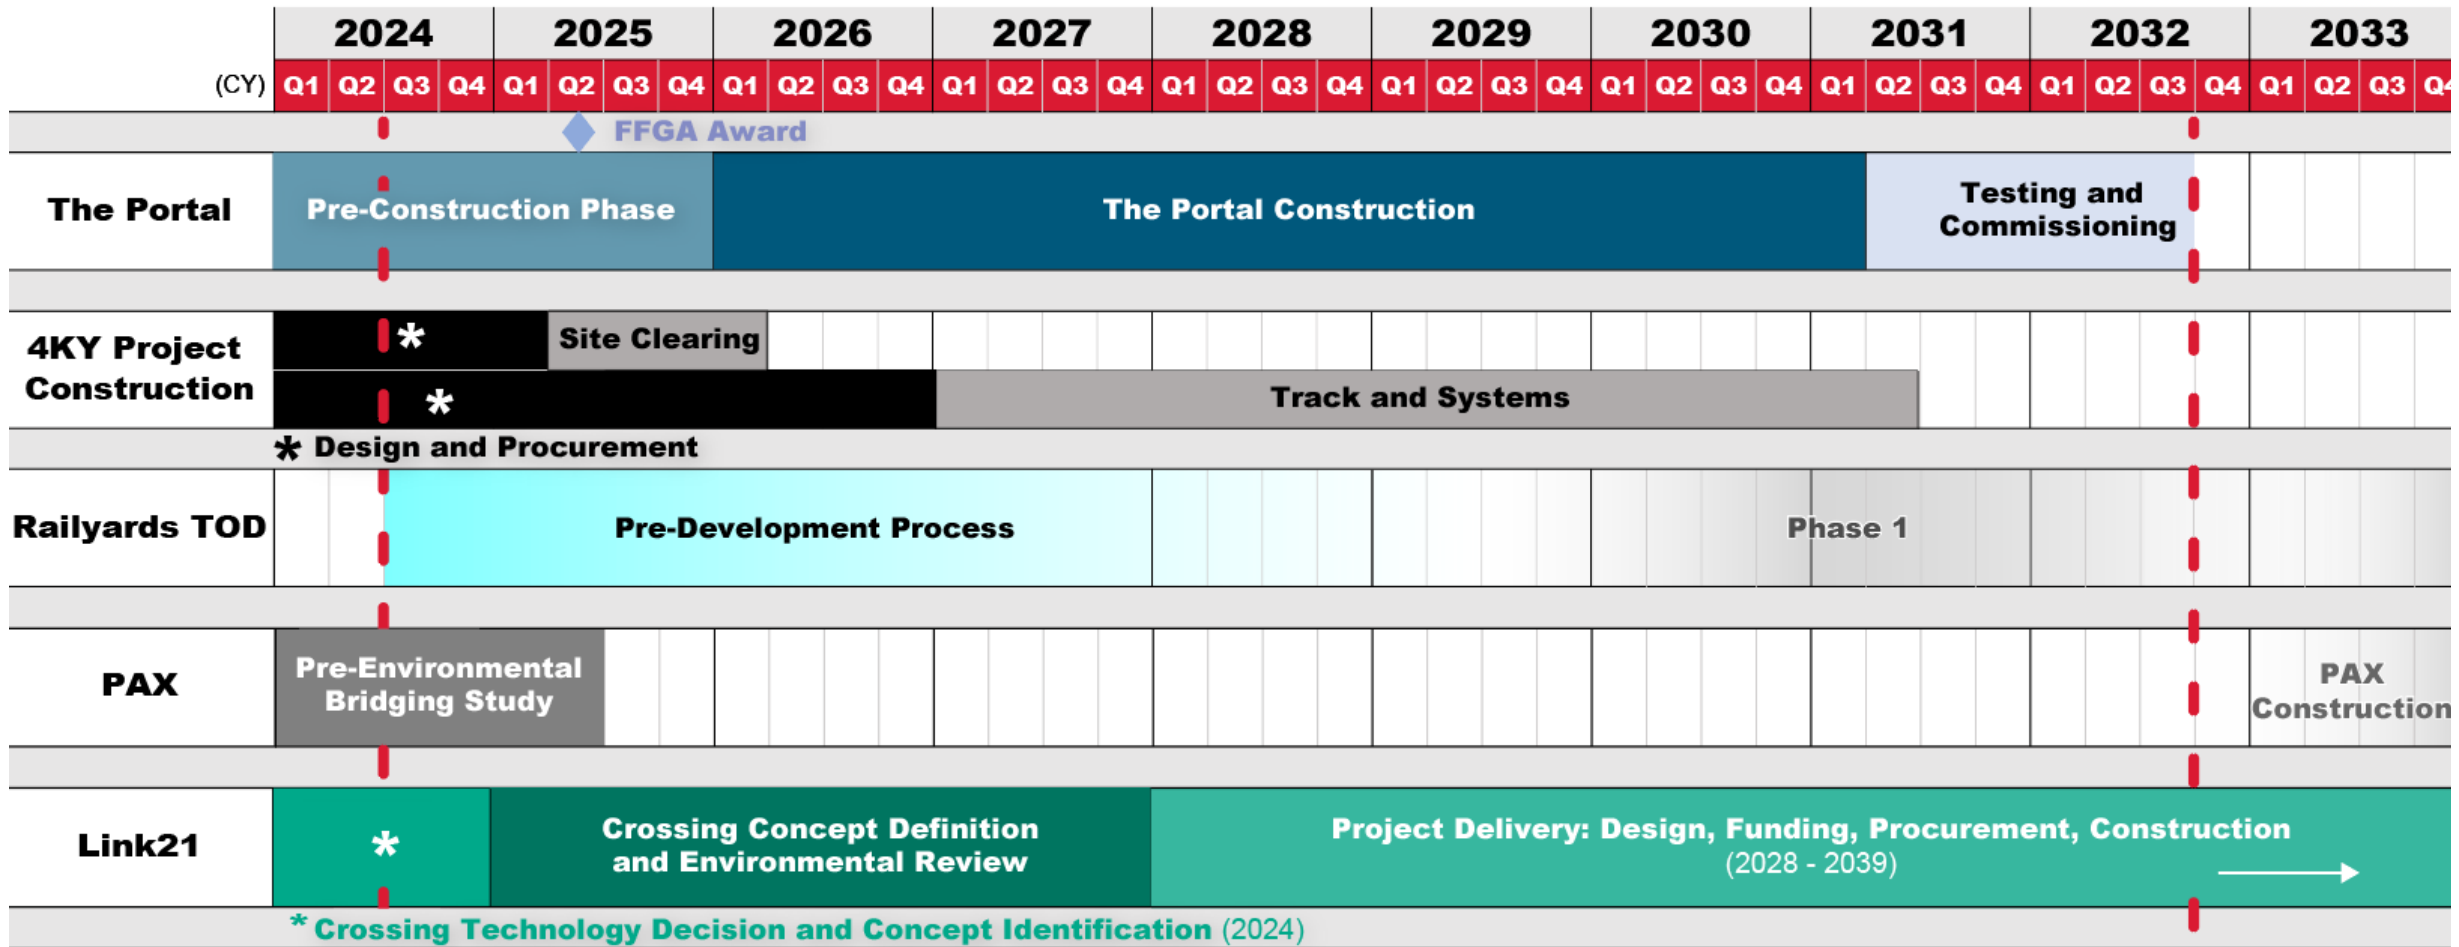 2024 2025 2026 2027 2028 2029 2030 2031 2032 2033
(CY) Q1 Q2 Q3 Q4 Q1 Q2 Q3 Q4 Q1 Q2 Q3 Q4 Q1 Q2 Q3 Q4 Q1 Q2 Q3 Q4 Q1 Q2 Q3 Q4 Q1 Q2 Q3 Q4 Q1 Q2 Q3 Q4 Q1 Q2 Q3 Q4 Q1 Q2 Q3 Q4
FFGA Award
The Portal
Pre-Construction Phase
The Portal Construction
Testing and
Commissioning
4KY Project
Construction
*
Site Clearing
*
Track and Systems
* Design and Procurement
Railyards TOD
Pre-Development Process
Phase 1
PAX
Pre-Environmental
Bridging Study
PAX
Construction
Link21
*
Crossing Concept Definition
and Environmental Review
Project Delivery: Design, Funding, Procurement, Construction
(2028 - 2039)
* Crossing Technology Decision and Concept Identification (2024)